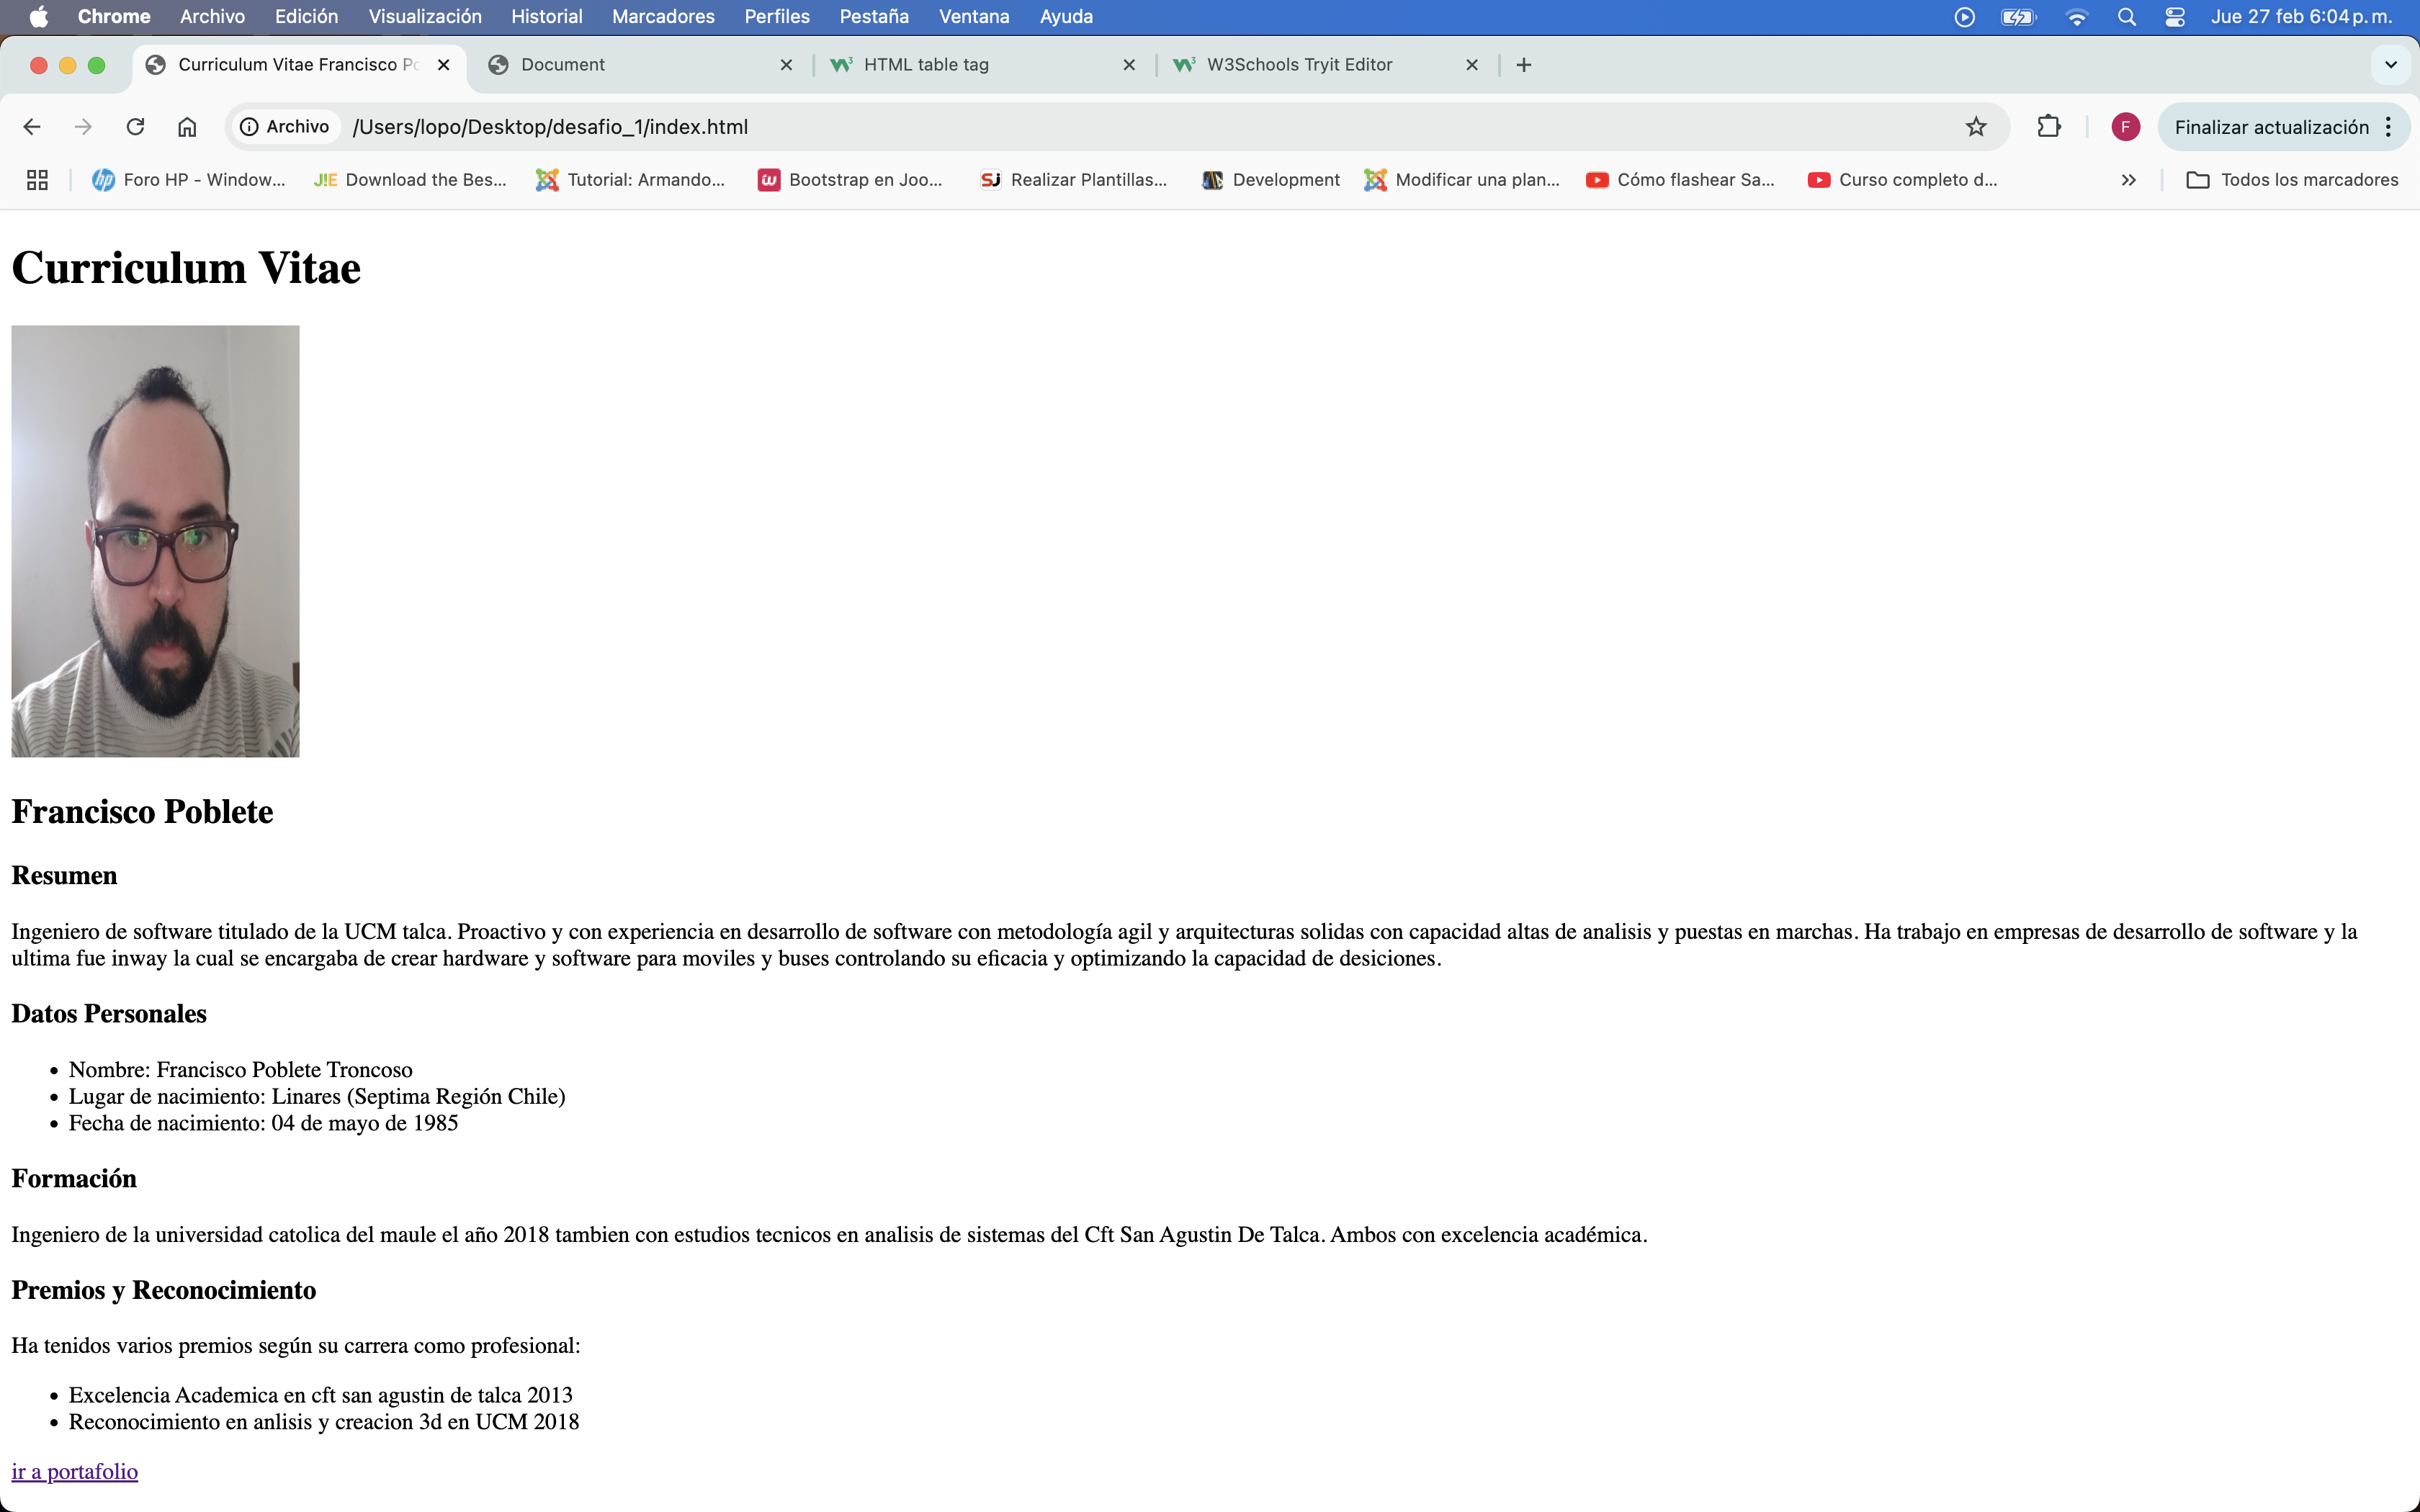 Chrome Archivo Edición Visualización Historial Marcadores Perfiles Pestaña Ventana Ayuda Jue 27 feb 6:04 p. m.
Curriculum Vitae Francisco Po Document HTML table tag W3Schools Tryit Editor
Archivo /Users/lopo/Desktop/desafio_1/index.html F Finalizar actualización
Foro HP - Window... Download the Bes... Tutorial: Armando... Bootstrap en Joo... Realizar Plantillas... Development Modificar una plan... Cómo flashear Sa... Curso completo d... Todos los marcadores
Curriculum Vitae
Francisco Poblete
Resumen
Ingeniero de software titulado de la UCM talca. Proactivo y con experiencia en desarrollo de software con metodología agil y arquitecturas solidas con capacidad altas de analisis y puestas en marchas. Ha trabajo en empresas de desarrollo de software y la
ultima fue inway la cual se encargaba de crear hardware y software para moviles y buses controlando su eficacia y optimizando la capacidad de desiciones.
Datos Personales
• Nombre: Francisco Poblete Troncoso
• Lugar de nacimiento: Linares (Septima Región Chile)
• Fecha de nacimiento: 04 de mayo de 1985
Formación
Ingeniero de la universidad catolica del maule el año 2018 tambien con estudios tecnicos en analisis de sistemas del Cft San Agustin De Talca. Ambos con excelencia académica.
Premios y Reconocimiento
Ha tenidos varios premios según su carrera como profesional:
• Excelencia Academica en cft san agustin de talca 2013
• Reconocimiento en anlisis y creacion 3d en UCM 2018
ir a portafolio